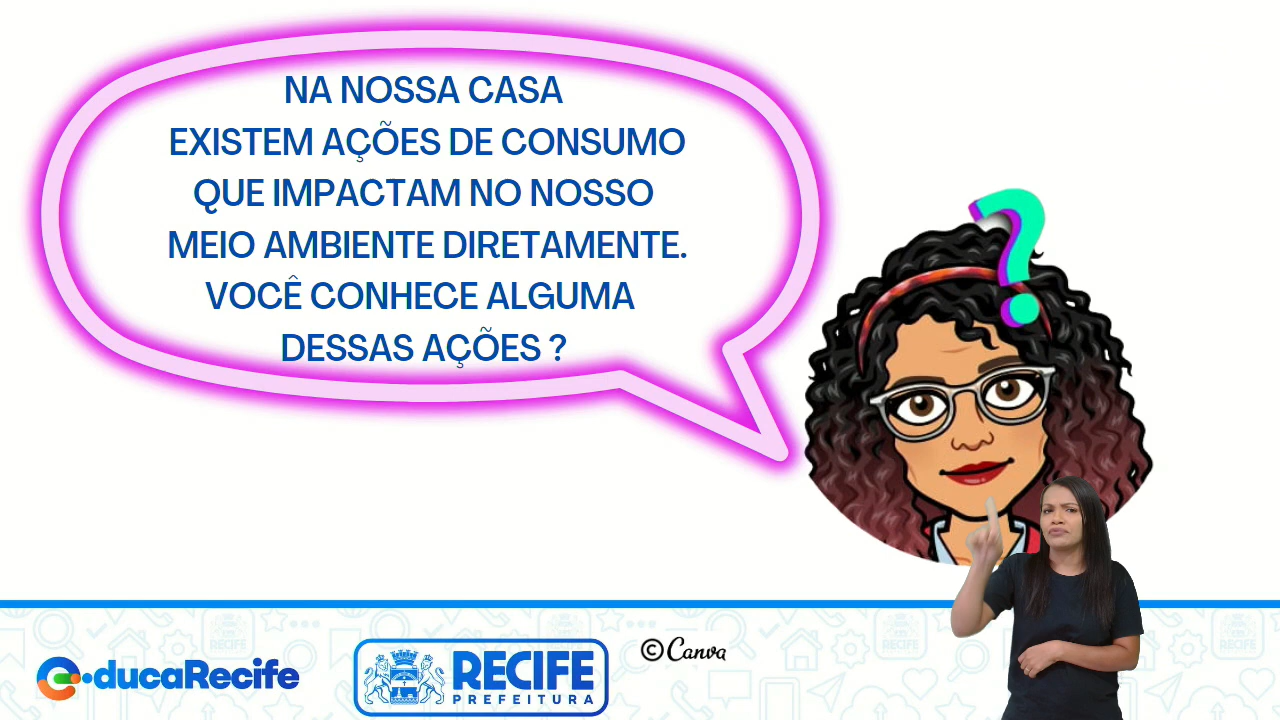 NA NOSSA CASA
EXISTEM AÇÕES DE CONSUMO
QUE IMPACTAM NO NOSSO
MEIO AMBIENTE DIRETAMENTE.
VOCÊ CONHECE ALGUMA
DESSAS AÇÕES ?
?
educaRecife
RECIFE
PREFEITURA
©Canva